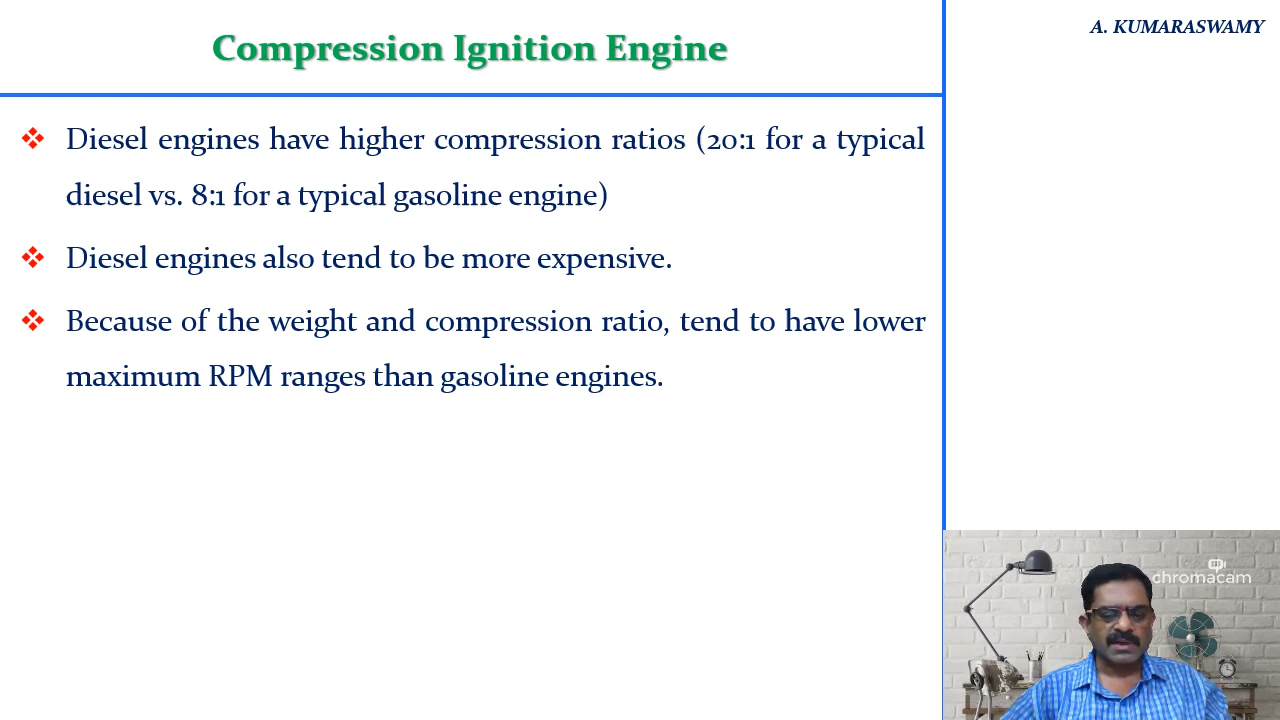 Compression Ignition Engine
A. KUMARASWAMY
Diesel engines have higher compression ratios (20:1 for a typical
diesel vs. 8:1 for a typical gasoline engine)
Diesel engines also tend to be more expensive.
Because of the weight and compression ratio, tend to have lower
maximum RPM ranges than gasoline engines.
chromacam